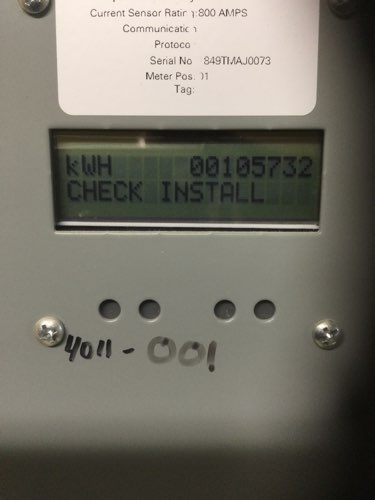 Current Sensor Ratin :800 AMPS
Communicatic
Protoco
Serial No 849TMAJ0073
Meter Pos. 01
Tag:
kWH 00105732
CHECK INSTALL
4011-001